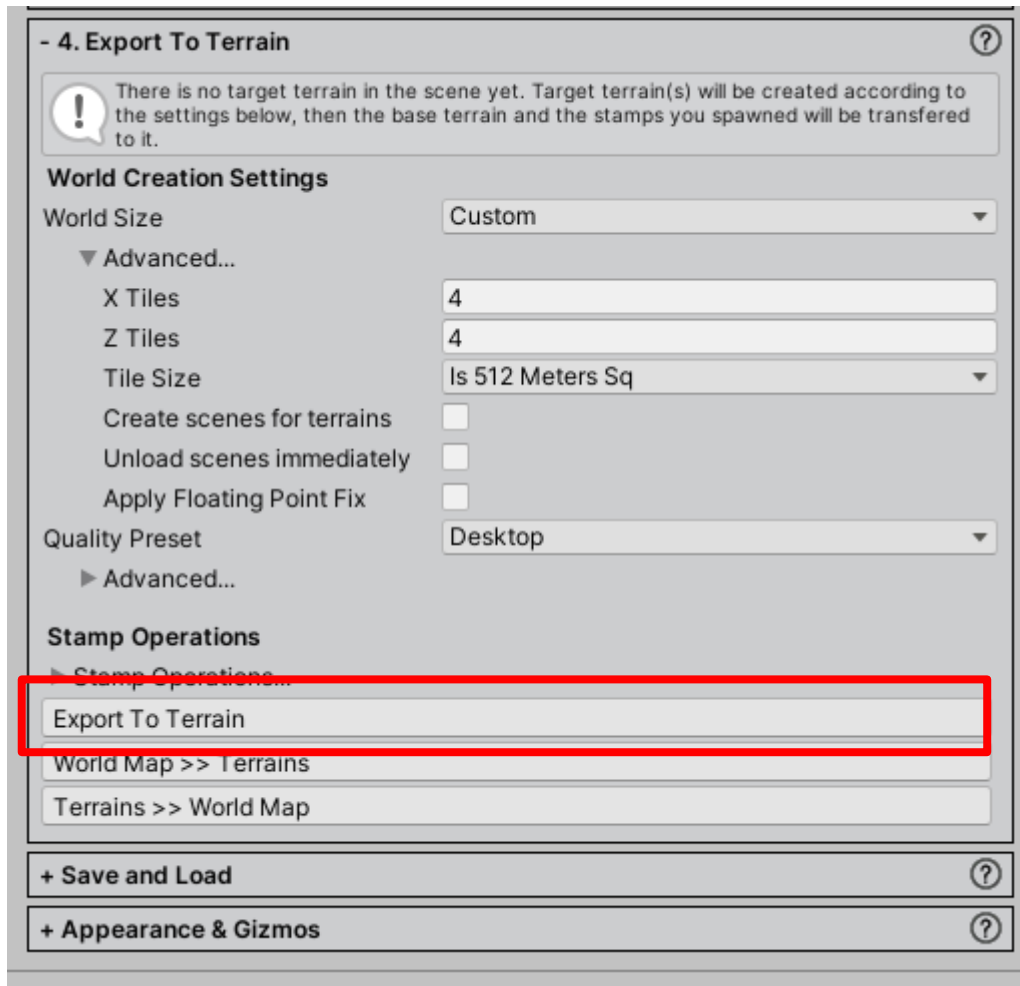 - 4. Export To Terrain
There is no target terrain in the scene yet. Target terrain(s) will be created according to
the settings below, then the base terrain and the stamps you spawned will be transfered
to it.
World Creation Settings
World Size Custom
Advanced...
X Tiles 4
Z Tiles 4
Tile Size Is 512 Meters Sq
Create scenes for terrains
Unload scenes immediately
Apply Floating Point Fix
Quality Preset Desktop
Advanced...
Stamp Operations
Stamp Operations...
Export To Terrain
World Map >> Terrains
Terrains >> World Map
+ Save and Load
+ Appearance & Gizmos